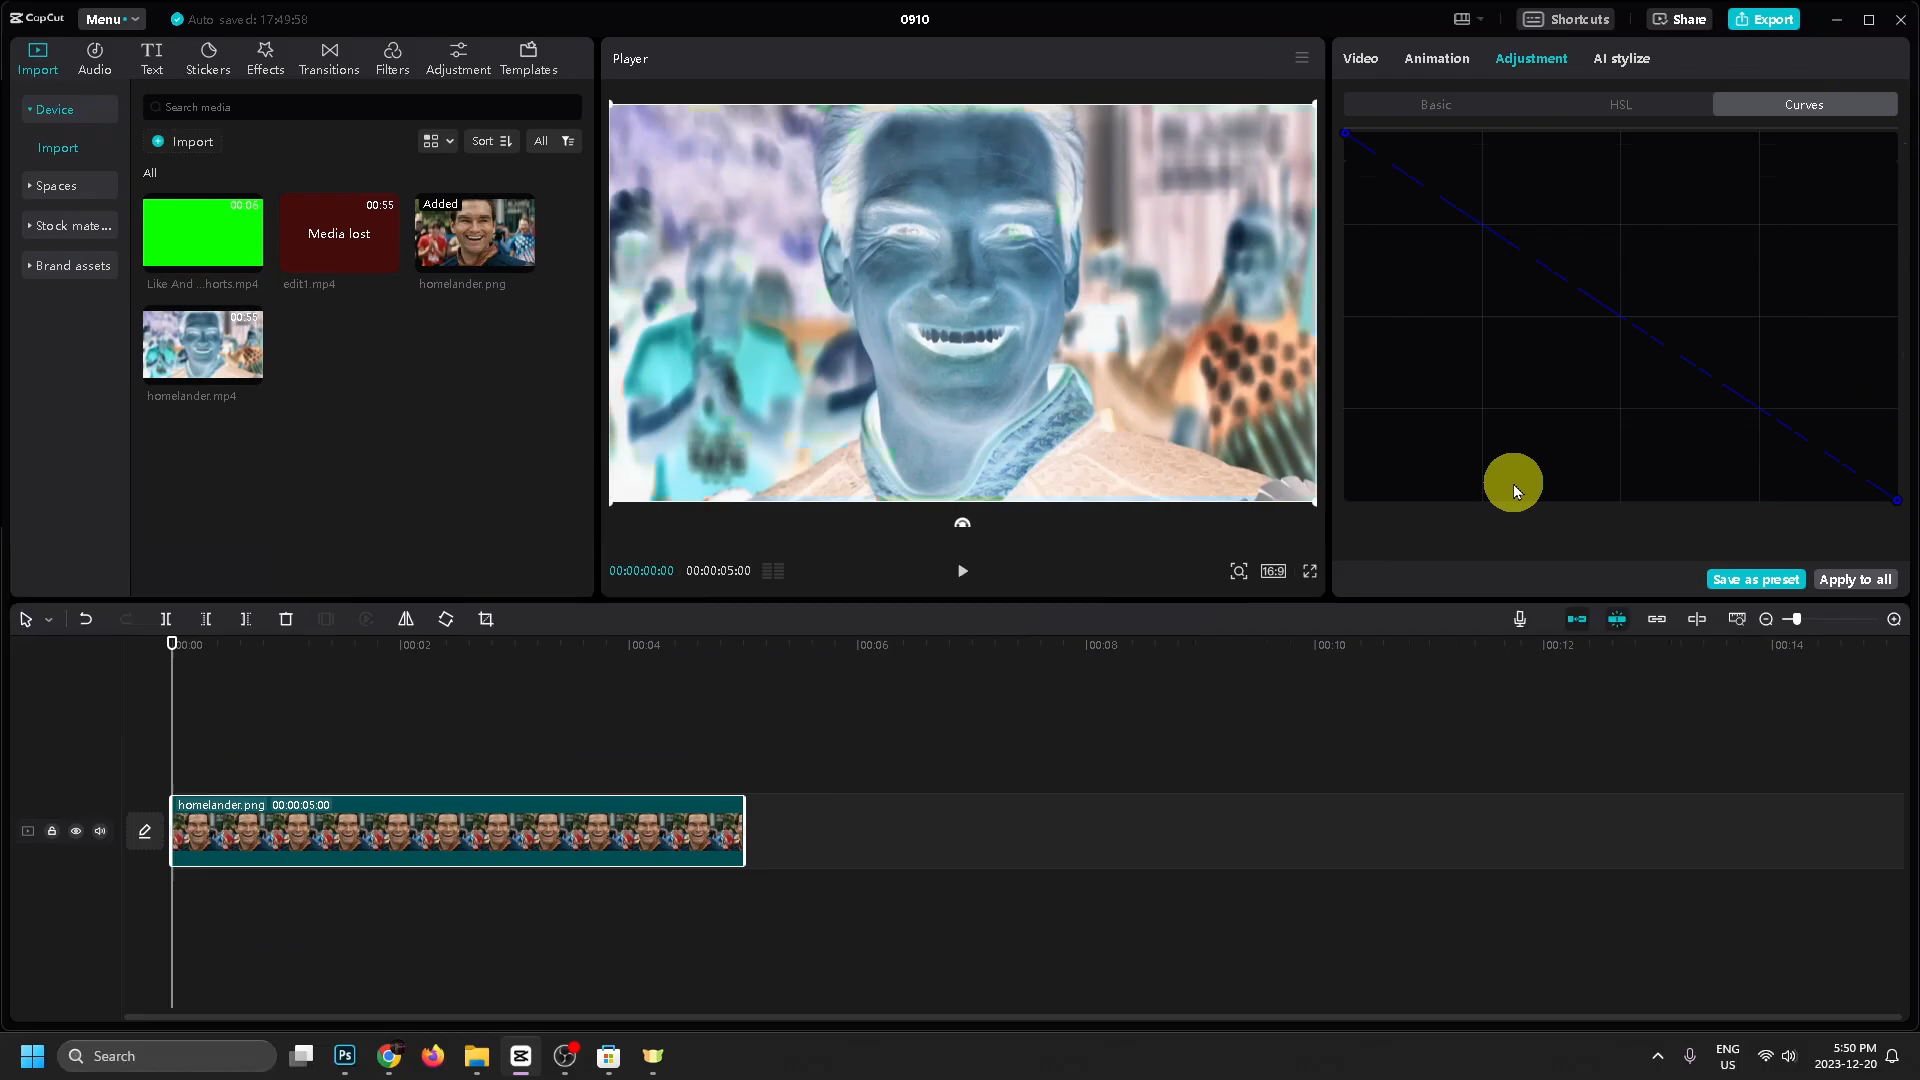 CapCut
Menu
Auto saved: 17:49:58
0910
Shortcuts
Share
Export
Import
Audio
TI
Text
Stickers
Effects
Transitions
Filters
Adjustment
Templates
Device
Import
Spaces
Stock mate...
Brand assets
Search media
Import
Sort
All
All
00:06
Like And ...horts.mp4
00:55
Media lost
edit1.mp4
Added
homelander.png
00:55
homelander.mp4
Player
00:00:00:00
00:00:05:00
16:9
Video
Animation
Adjustment
AI stylize
Basic
HSL
Curves
Save as preset
Apply to all
00:00
00:02
00:04
00:06
00:08
00:10
00:12
00:14
homelander.png 00:00:05:00
Search
Ps
ENG
US
5:50 PM
2023-12-20